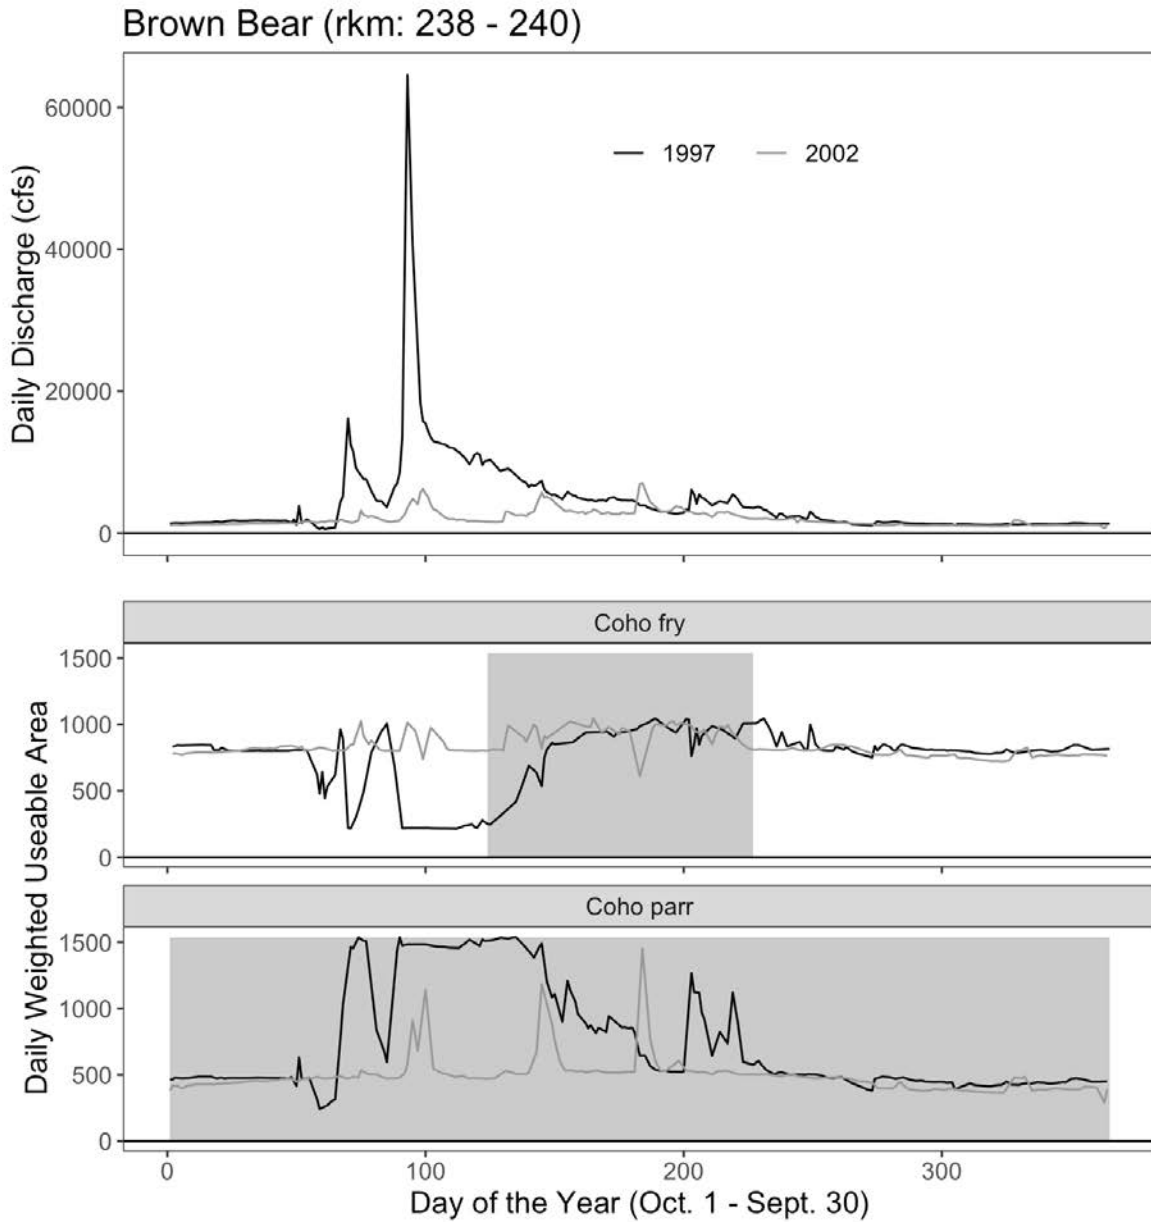 Brown Bear (rkm: 238 - 240)
Daily Discharge (cfs)
60000
40000
20000
0
1997 2002
Coho fry
Daily Weighted Useable Area
1500
1000
500
0
Coho parr
1500
1000
500
0
0 100 200 300
Day of the Year (Oct. 1 - Sept. 30)